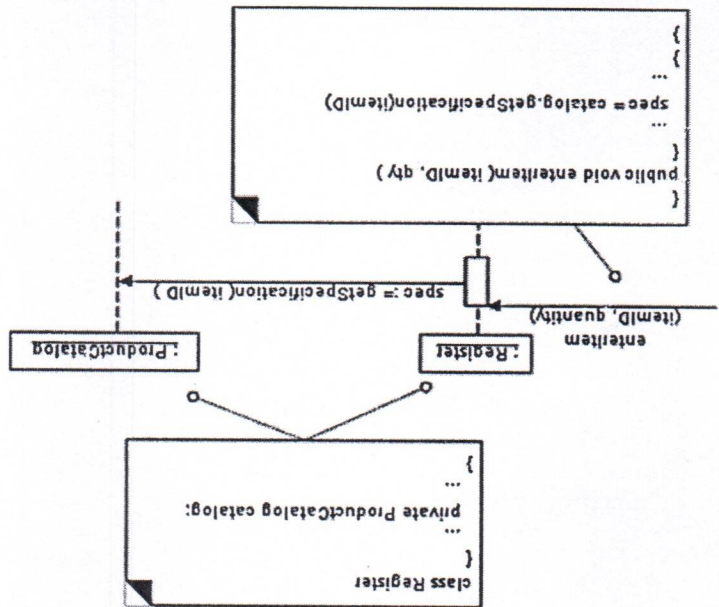 class Register
{
...
private ProductCatalog catalog;
...
}
: Register
: ProductCatalog
enterItem
(itemID, quantity)
spec := getSpecification( itemID )
{
public void enterItem( itemID, qty )
{
...
spec = catalog.getSpecification(itemID)
...
}
}